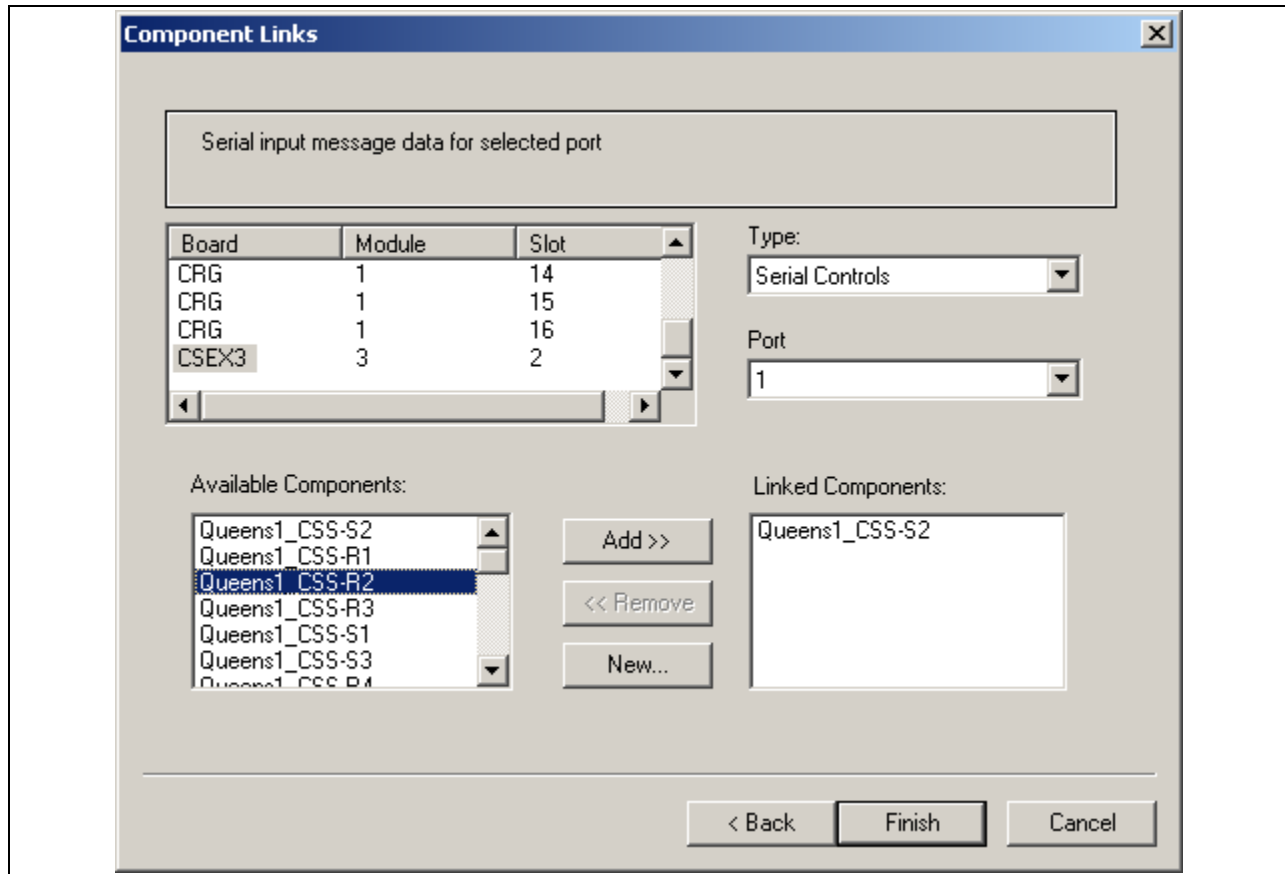 Component Links
Serial input message data for selected port
Board Module Slot
CRG 1 14
CRG 1 15
CRG 1 16
CSEX3 3 2
Type:
Serial Controls
Port
1
Available Components:
Queens1_CSS-S2
Queens1_CSS-R1
Queens1_CSS-R2
Queens1_CSS-R3
Queens1_CSS-S1
Queens1_CSS-S3
Queens1_CSS-R4
Add >>
<< Remove
New...
Linked Components:
Queens1_CSS-S2
< Back
Finish
Cancel